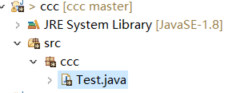 > ccc [ccc master]
> JRE System Library [JavaSE-1.8]
src
ccc
> Test.java